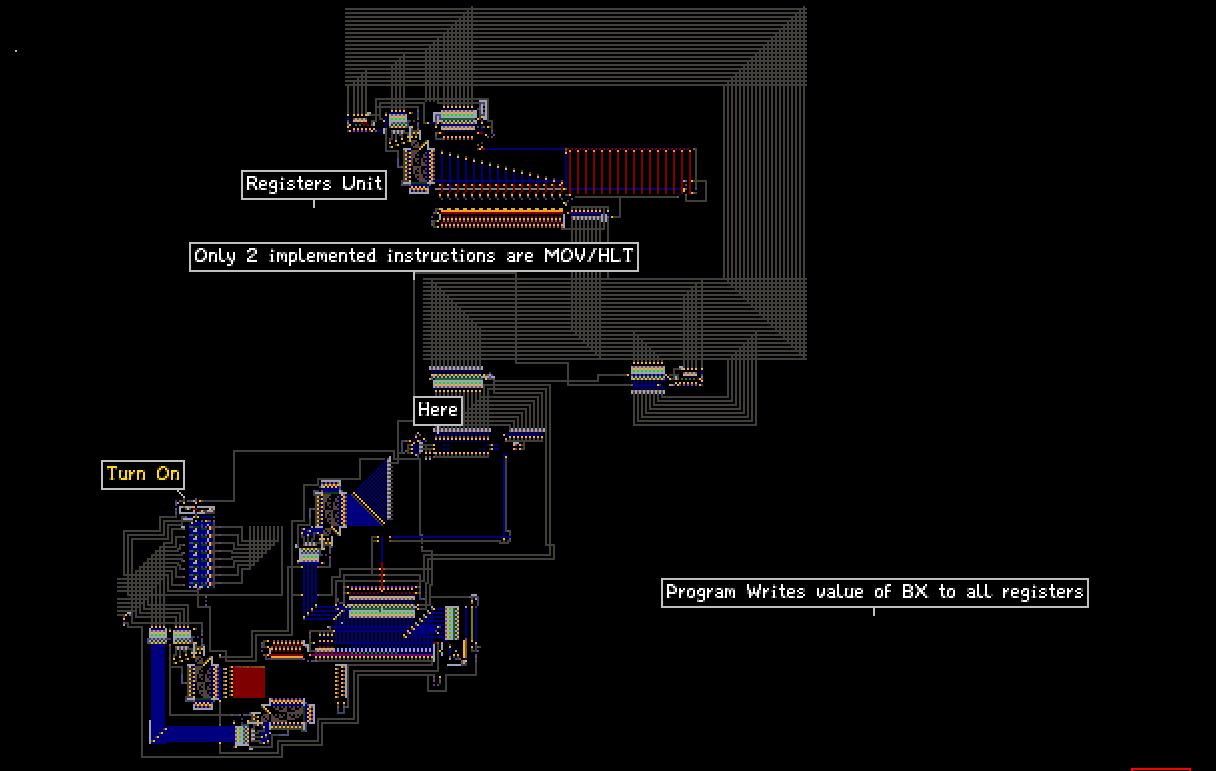 Registers Unit
Only 2 implemented instructions are MOV/HLT
Here
Turn On
Program Writes value of BX to all registers